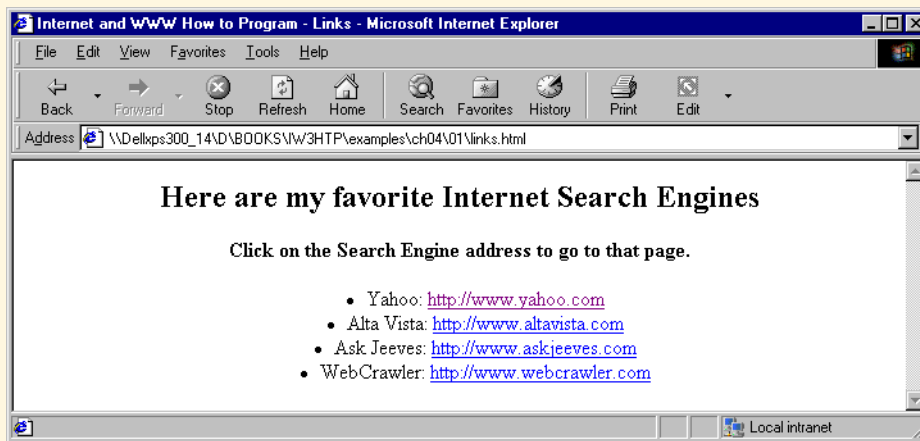 Internet and WWW How to Program - Links - Microsoft Internet Explorer
File Edit View Favorites Tools Help
Back Forward Stop Refresh Home Search Favorites History Print Edit
Address \\Dellxps300_14\D\BOOKS\IW3HTP\examples\ch04\01\links.html
Here are my favorite Internet Search Engines
Click on the Search Engine address to go to that page.
• Yahoo: http://www.yahoo.com
• Alta Vista: http://www.altavista.com
• Ask Jeeves: http://www.askjeeves.com
• WebCrawler: http://www.webcrawler.com
Local intranet